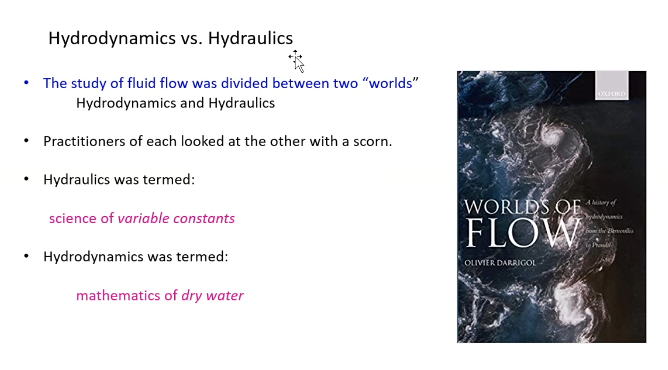 Hydrodynamics vs. Hydraulics
• The study of fluid flow was divided between two “worlds”
Hydrodynamics and Hydraulics
• Practitioners of each looked at the other with a scorn.
• Hydraulics was termed:
science of variable constants
• Hydrodynamics was termed:
mathematics of dry water
OXFORD
WORLDS OF
FLOW
A history of
hydrodynamics
from the Bernoullis
to Prandtl
OLIVIER DARRIGOL